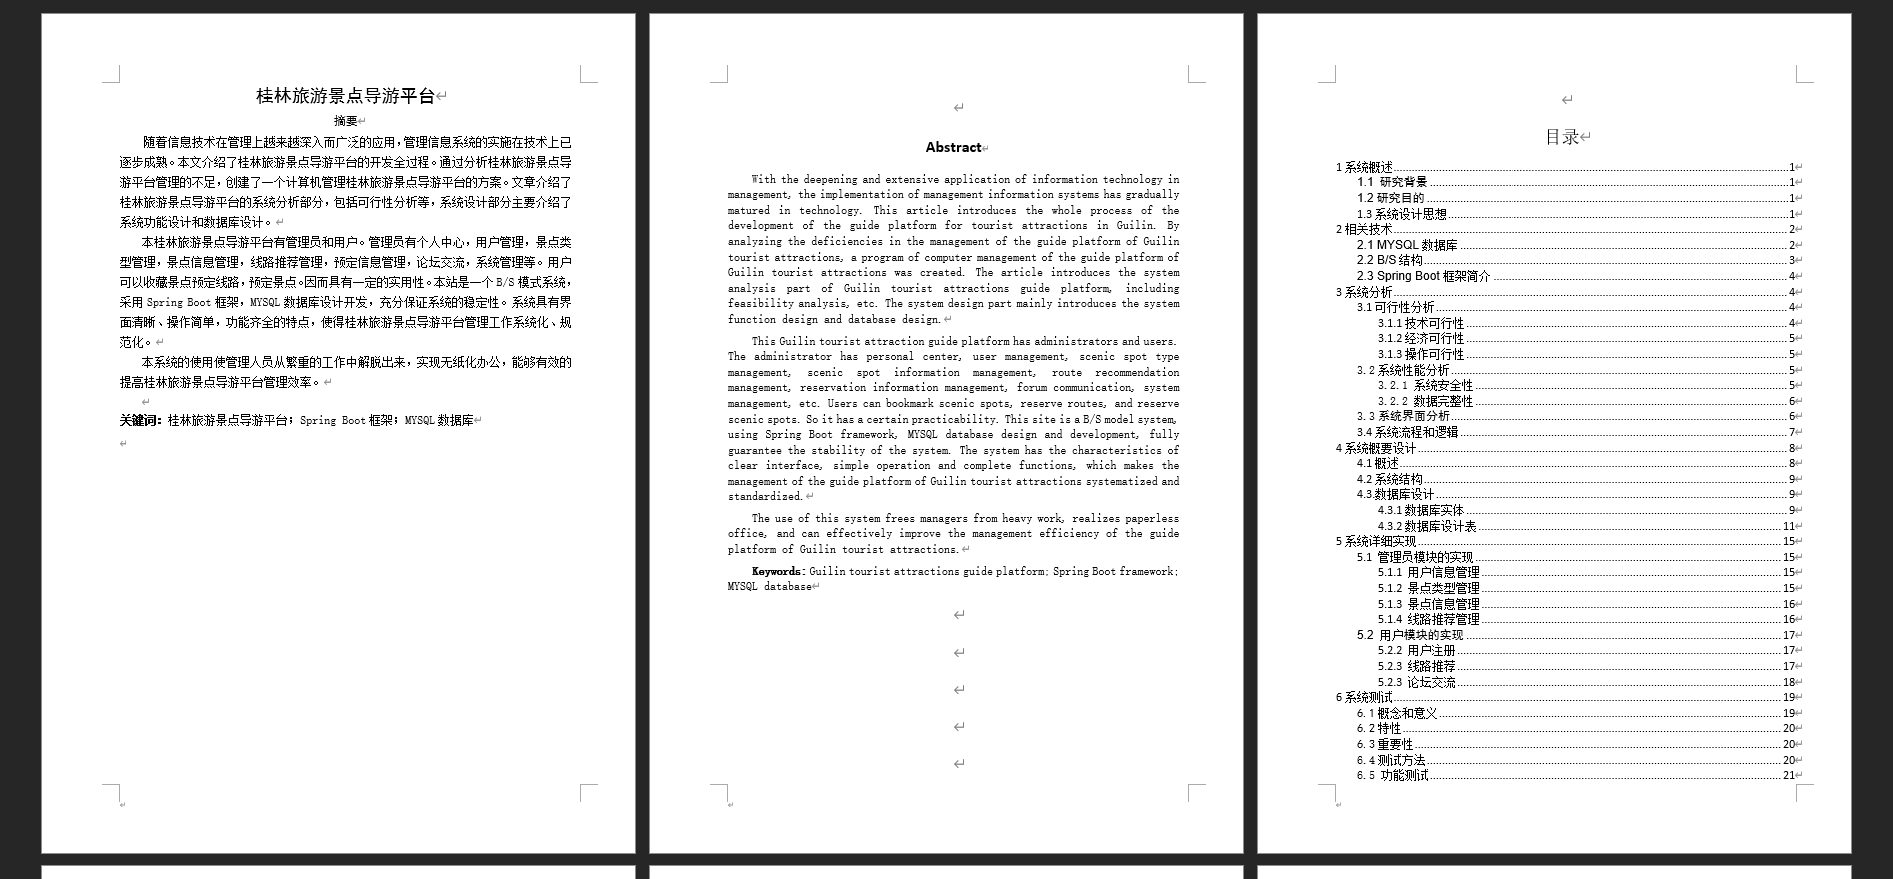 桂林旅游景点导游平台
摘要
随着信息技术在管理上越来越深入而广泛的应用，管理信息系统的实施在技术上已
逐步成熟。本文介绍了桂林旅游景点导游平台的开发全过程。通过分析桂林旅游景点导
游平台管理的不足，创建了一个计算机管理桂林旅游景点导游平台的方案。文章介绍了
桂林旅游景点导游平台的系统分析部分，包括可行性分析等，系统设计部分主要介绍了
系统功能设计和数据库设计。
本桂林旅游景点导游平台有管理员和用户。管理员有个人中心，用户管理，景点类
型管理，景点信息管理，线路推荐管理，预定信息管理，论坛交流，系统管理等。用户
可以收藏景点预定线路，预定景点。因而具有一定的实用性。本站是一个 B/S 模式系统，
采用 Spring Boot 框架，MYSQL 数据库设计开发，充分保证系统的稳定性。系统具有界
面清晰、操作简单，功能齐全的特点，使得桂林旅游景点导游平台管理工作系统化、规
范化。
本系统的使用使管理人员从繁重的工作中解脱出来，实现无纸化办公，能够有效的
提高桂林旅游景点导游平台管理效率。
关键词：桂林旅游景点导游平台；Spring Boot 框架；MYSQL 数据库
Abstract
With the deepening and extensive application of information technology in
management, the implementation of management information systems has gradually
matured in technology. This article introduces the whole process of the
development of the guide platform for tourist attractions in Guilin. By
analyzing the deficiencies in the management of the guide platform of Guilin
tourist attractions, a program of computer management of the guide platform of
Guilin tourist attractions was created. The article introduces the system
analysis part of Guilin tourist attractions guide platform, including
feasibility analysis, etc. The system design part mainly introduces the system
function design and database design.
This Guilin tourist attraction guide platform has administrators and users.
The administrator has personal center, user management, scenic spot type
management, scenic spot information management, route recommendation
management, reservation information management, forum communication, system
management, etc. Users can bookmark scenic spots, reserve routes, and reserve
scenic spots. So it has a certain practicability. This site is a B/S model system,
using Spring Boot framework, MYSQL database design and development, fully
guarantee the stability of the system. The system has the characteristics of
clear interface, simple operation and complete functions, which makes the
management of the guide platform of Guilin tourist attractions systematized and
standardized.
The use of this system frees managers from heavy work, realizes paperless
office, and can effectively improve the management efficiency of the guide
platform of Guilin tourist attractions.
Keywords: Guilin tourist attractions guide platform; Spring Boot framework;
MYSQL database
目录
1 系统概述 1
1.1 研究背景 1
1.2 研究目的 1
1.3 系统设计思想 1
2 相关技术 2
2.1 MYSQL 数据库 2
2.2 B/S 结构 3
2.3 Spring Boot 框架简介 4
3 系统分析 4
3.1 可行性分析 4
3.1.1 技术可行性 4
3.1.2 经济可行性 5
3.1.3 操作可行性 5
3.2 系统性能分析 5
3.2.1 系统安全性 5
3.2.2 数据完整性 6
3.3 系统界面分析 6
3.4 系统流程和逻辑 7
4 系统概要设计 8
4.1 概述 8
4.2 系统结构 9
4.3 数据库设计 9
4.3.1 数据库实体 9
4.3.2 数据库设计表 11
5 系统详细实现 15
5.1 管理员模块的实现 15
5.1.1 用户信息管理 15
5.1.2 景点类型管理 15
5.1.3 景点信息管理 16
5.1.4 线路推荐管理 16
5.2 用户模块的实现 17
5.2.2 用户注册 17
5.2.3 线路推荐 17
5.2.3 论坛交流 18
6 系统测试 19
6.1 概念和意义 19
6.2 特性 20
6.3 重要性 20
6.4 测试方法 20
6.5 功能测试 21